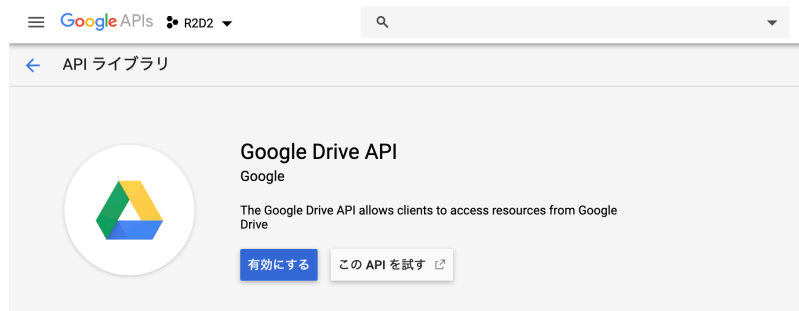 Google APIs R2D2
API ライブラリ
Google Drive API
Google
The Google Drive API allows clients to access resources from Google
Drive
有効にする この API を試す